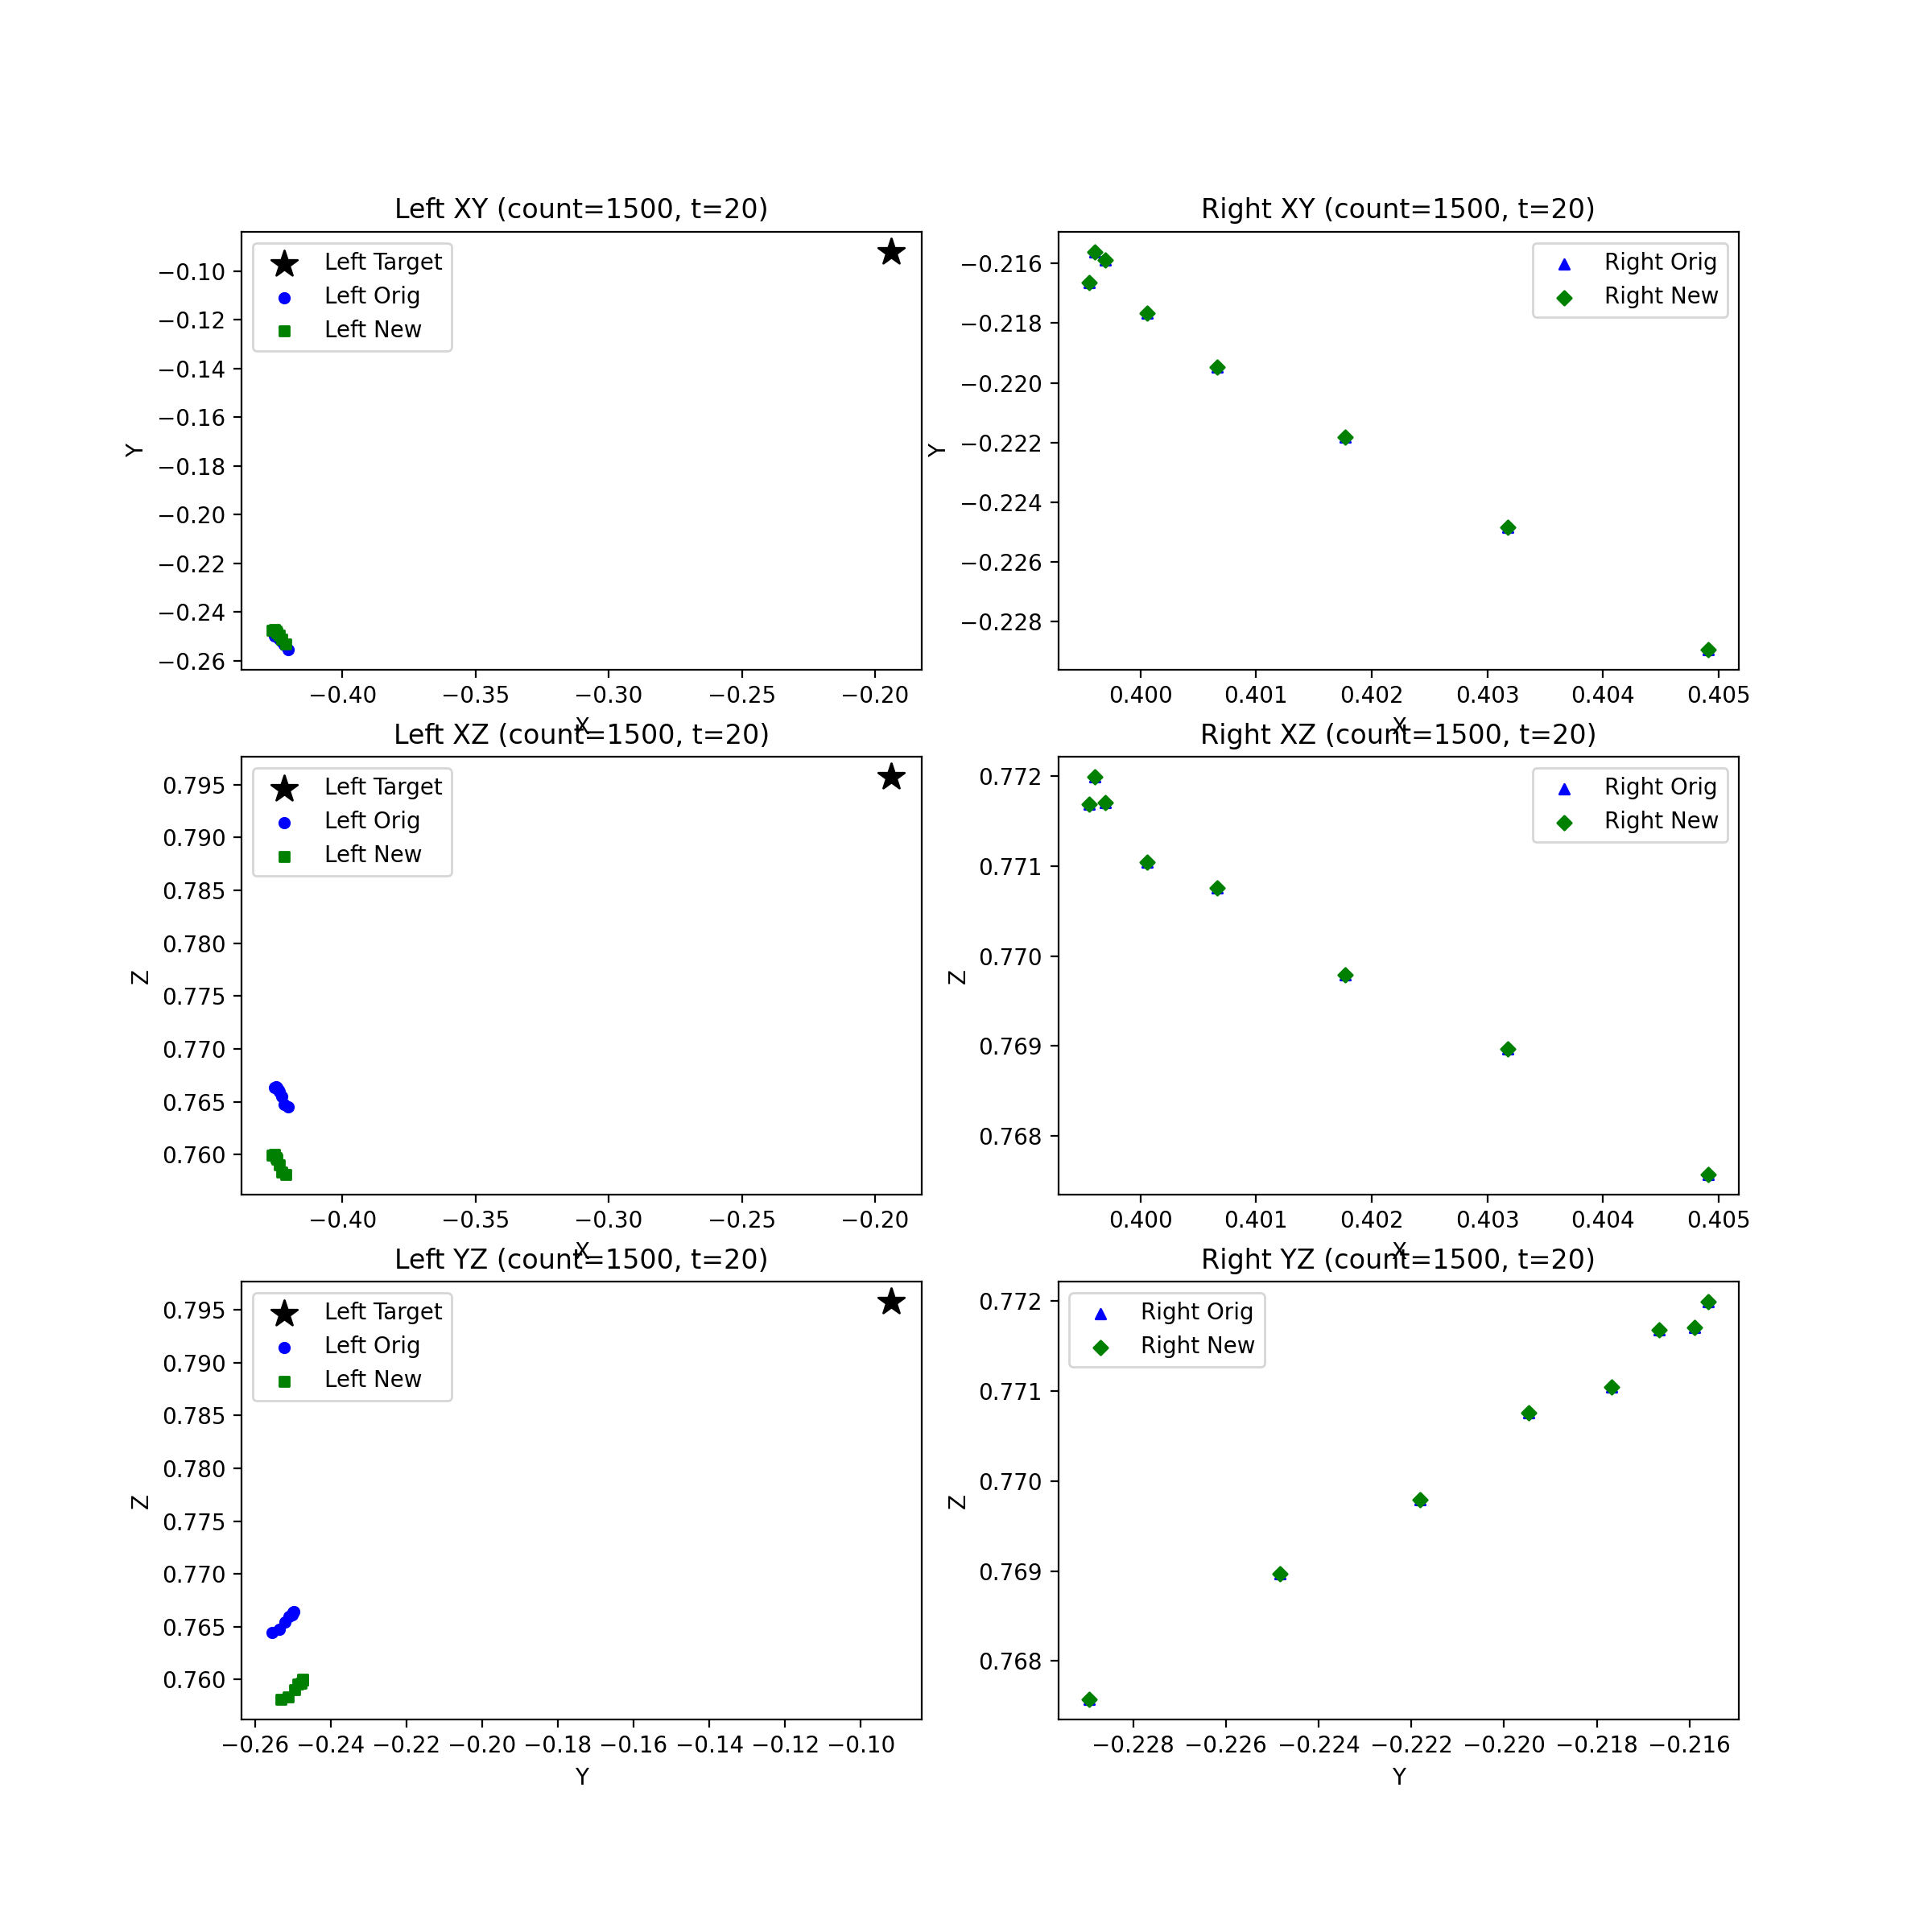 Left XY (count=1500, t=20)
Left Target
Left Orig
Left New
−0.10
−0.12
−0.14
−0.16
−0.18
−0.20
−0.22
−0.24
−0.26
Y
−0.40
−0.35
−0.30
−0.25
−0.20
X
Right XY (count=1500, t=20)
Right Orig
Right New
−0.216
−0.218
−0.220
−0.222
−0.224
−0.226
−0.228
Y
0.400
0.401
0.402
0.403
0.404
0.405
X
Left XZ (count=1500, t=20)
Left Target
Left Orig
Left New
0.795
0.790
0.785
0.780
0.775
0.770
0.765
0.760
Z
−0.40
−0.35
−0.30
−0.25
−0.20
X
Right XZ (count=1500, t=20)
Right Orig
Right New
0.772
0.771
0.770
0.769
0.768
Z
0.400
0.401
0.402
0.403
0.404
0.405
X
Left YZ (count=1500, t=20)
Left Target
Left Orig
Left New
0.795
0.790
0.785
0.780
0.775
0.770
0.765
0.760
Z
−0.26
−0.24
−0.22
−0.20
−0.18
−0.16
−0.14
−0.12
−0.10
Y
Right YZ (count=1500, t=20)
Right Orig
Right New
0.772
0.771
0.770
0.769
0.768
Z
−0.228
−0.226
−0.224
−0.222
−0.220
−0.218
−0.216
Y